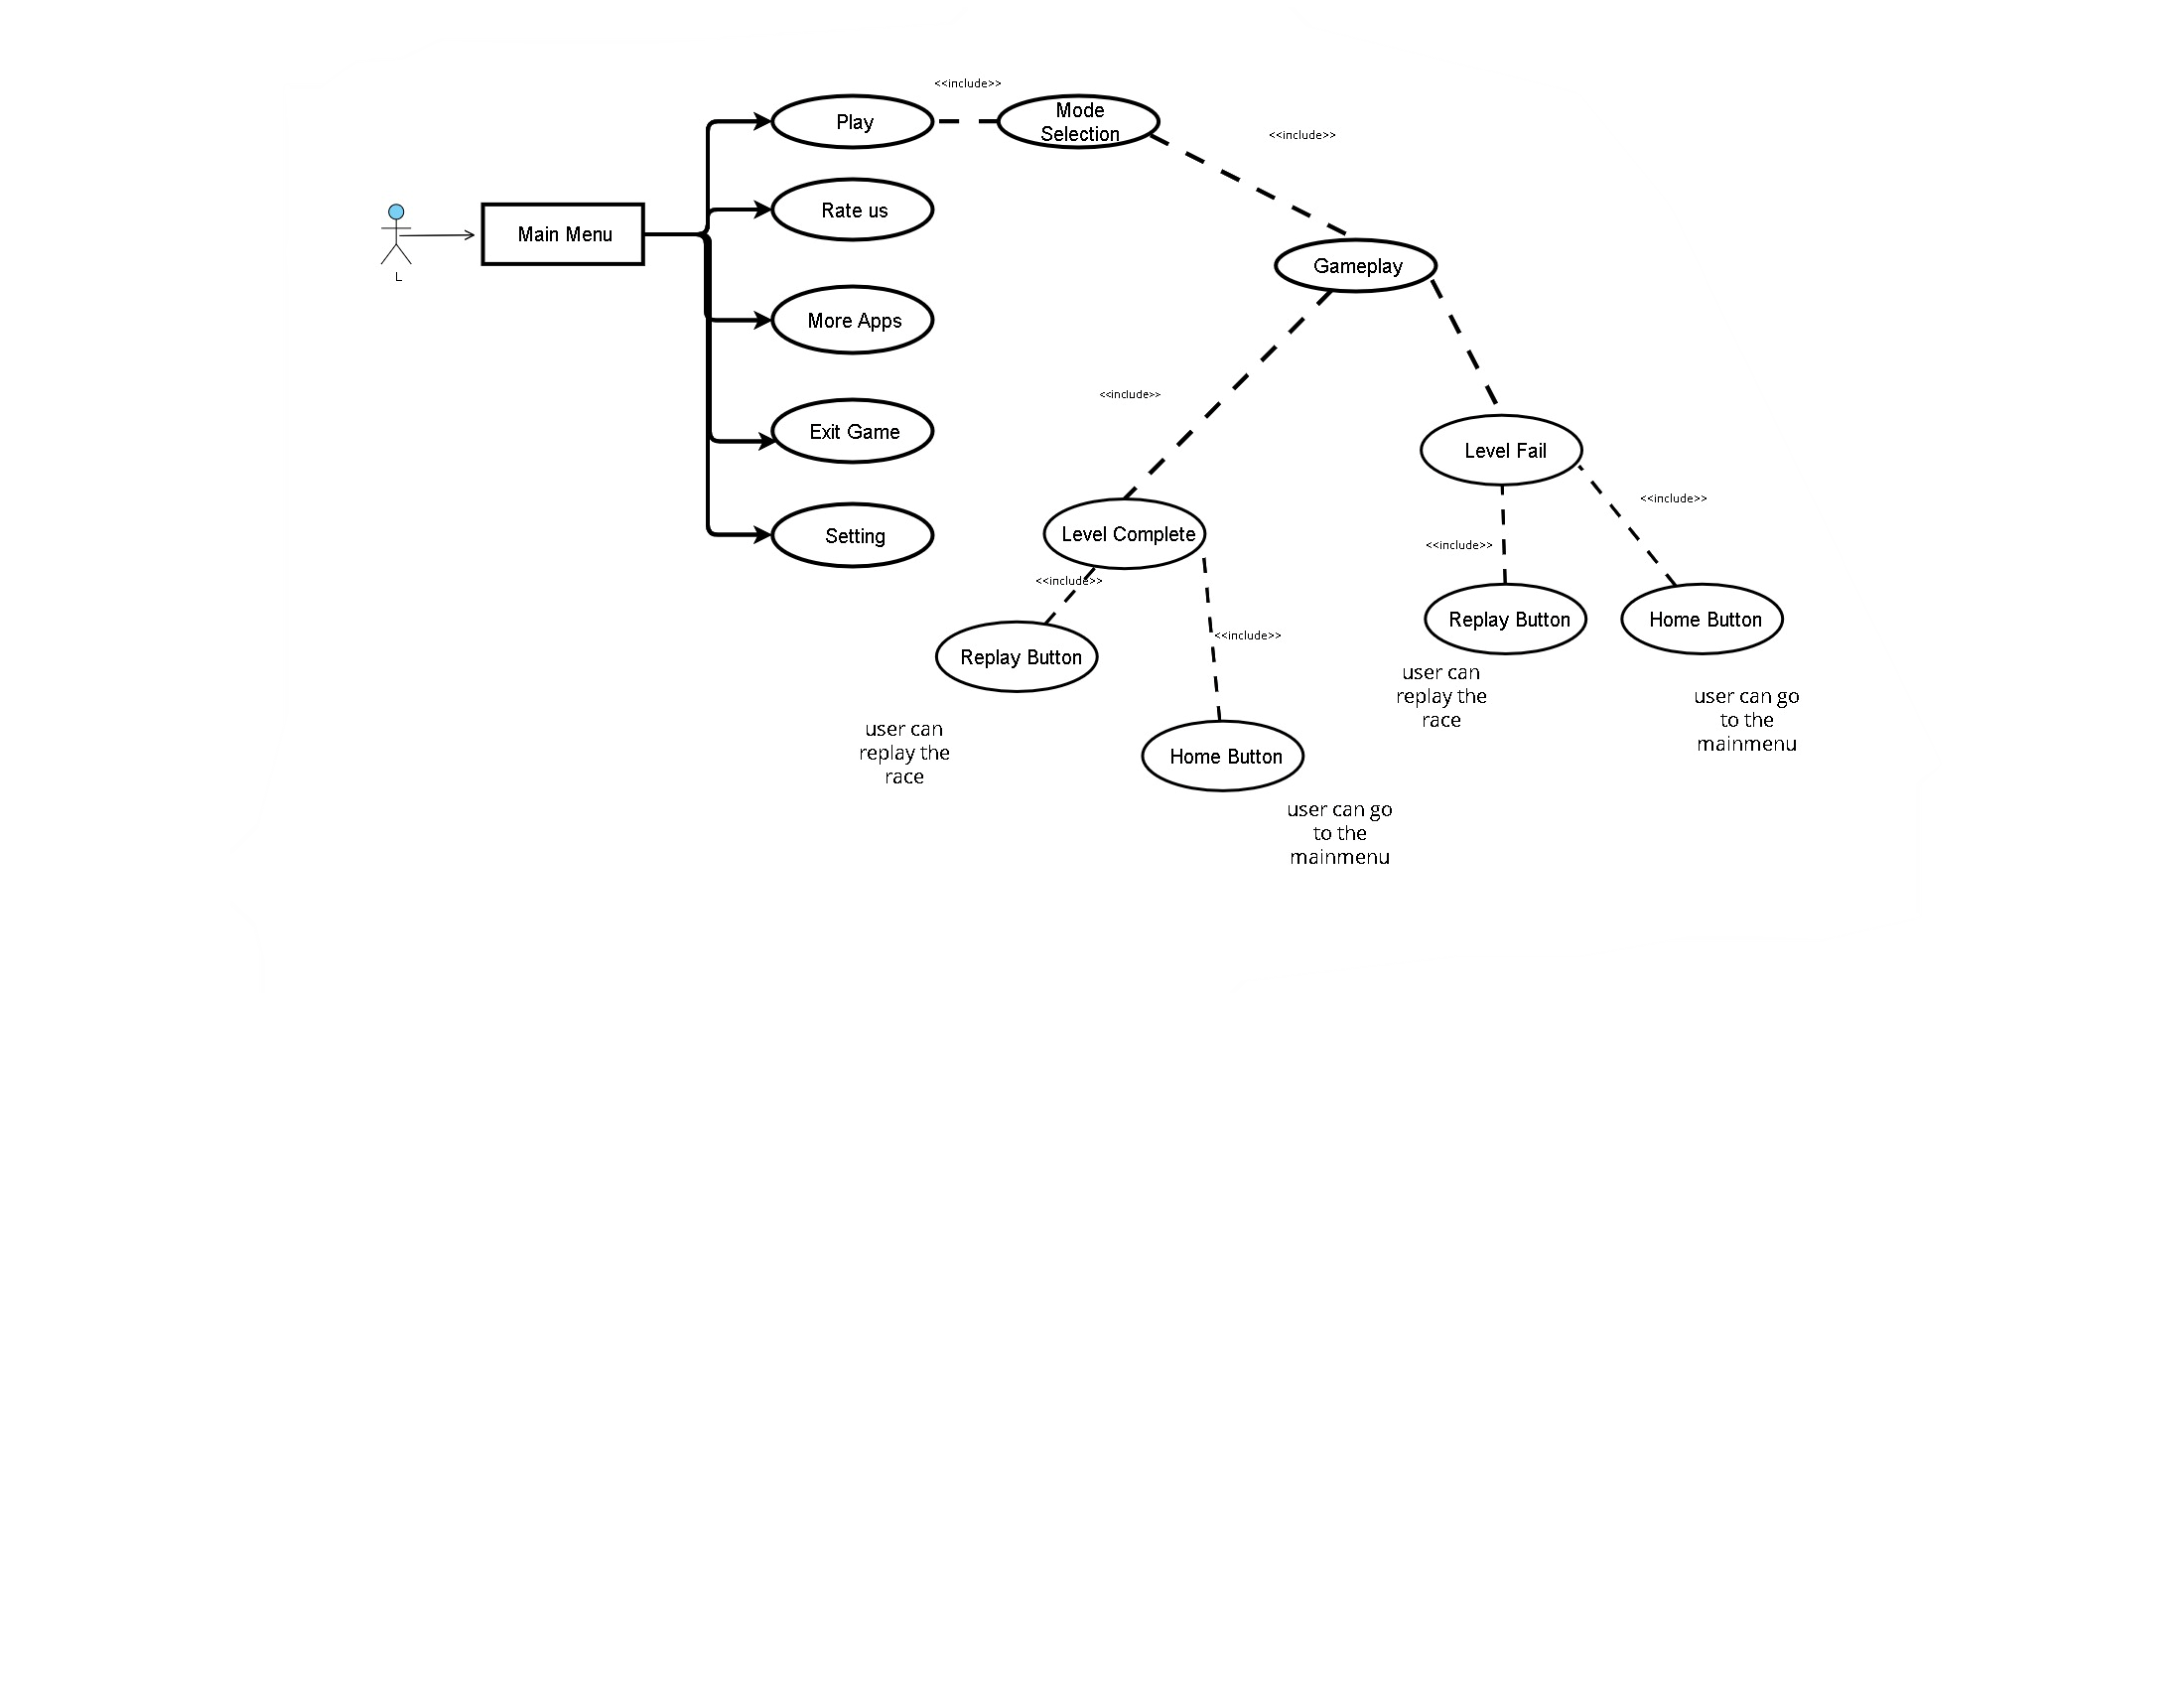 <<include>>
Play
Mode
Selection
<<include>>
Rate us
Main Menu
L
Gameplay
More Apps
<<include>>
Exit Game
Level Fail
<<include>>
Setting
Level Complete
<<include>>
<<include>>
Replay Button
Home Button
<<include>>
Replay Button
user can
replay the
race
user can go
to the
mainmenu
user can
replay the
race
Home Button
user can go
to the
mainmenu